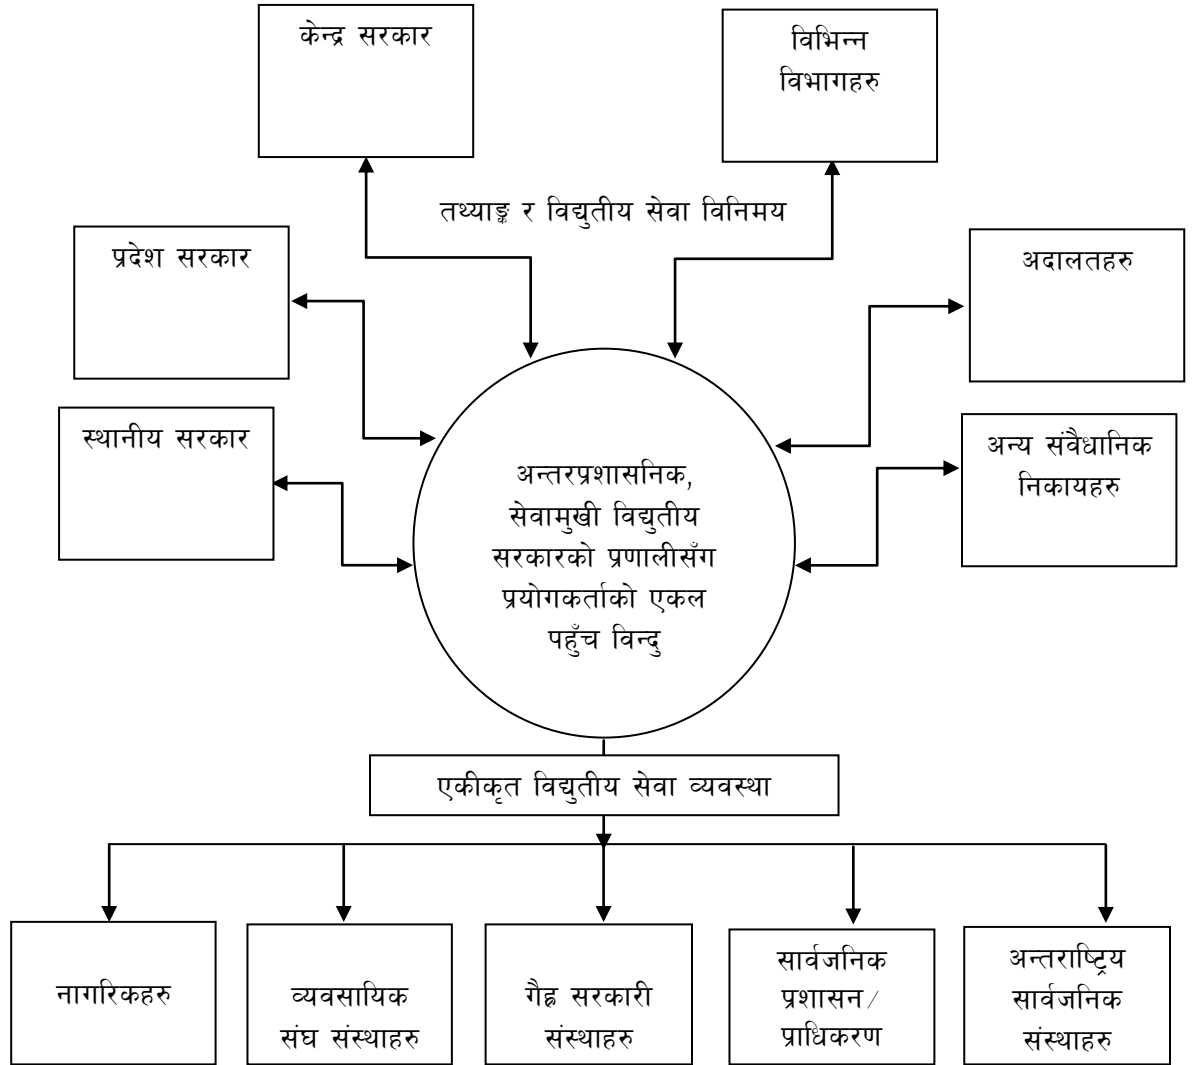 केन्द्र सरकार
विभिन्न
विभागहरु
तथ्याङ्क र विद्युतीय सेवा विनिमय
प्रदेश सरकार
अदालतहरु
स्थानीय सरकार
अन्य संवैधानिक
निकायहरु
अन्तरप्रशासनिक,
सेवामुखी विद्युतीय
सरकारको प्रणालीसँग
प्रयोगकर्ताको एकल
पहुँच विन्दु
एकीकृत विद्युतीय सेवा व्यवस्था
नागरिकहरु
व्यवसायिक
संघ संस्थाहरु
गैह्र सरकारी
संस्थाहरु
सार्वजनिक
प्रशासन/
प्राधिकरण
अन्तराष्ट्रिय
सार्वजनिक
संस्थाहरु